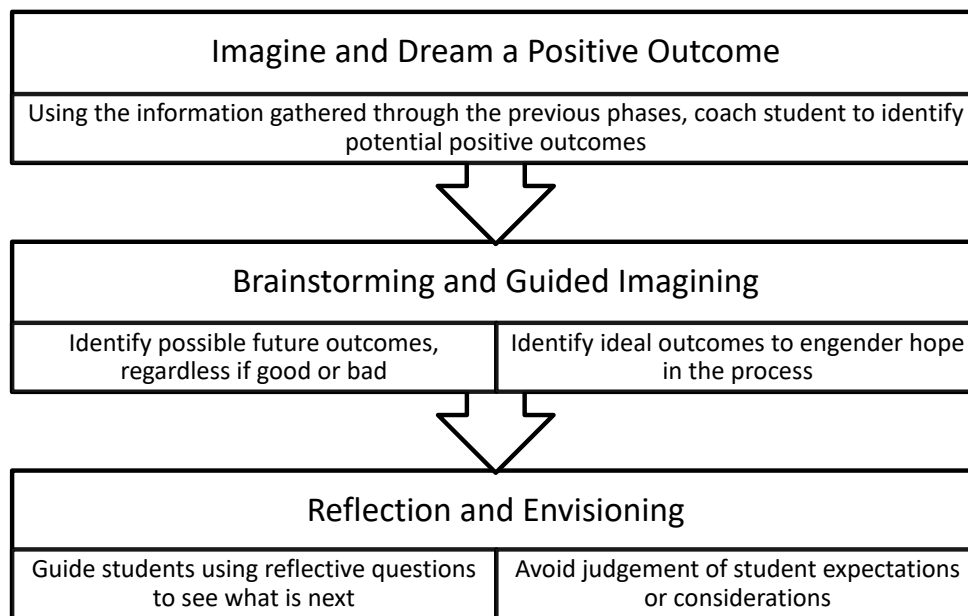 Imagine and Dream a Positive Outcome
Using the information gathered through the previous phases, coach student to identify
potential positive outcomes
Brainstorming and Guided Imagining
Identify possible future outcomes,
regardless if good or bad
Identify ideal outcomes to engender hope
in the process
Reflection and Envisioning
Guide students using reflective questions
to see what is next
Avoid judgement of student expectations
or considerations